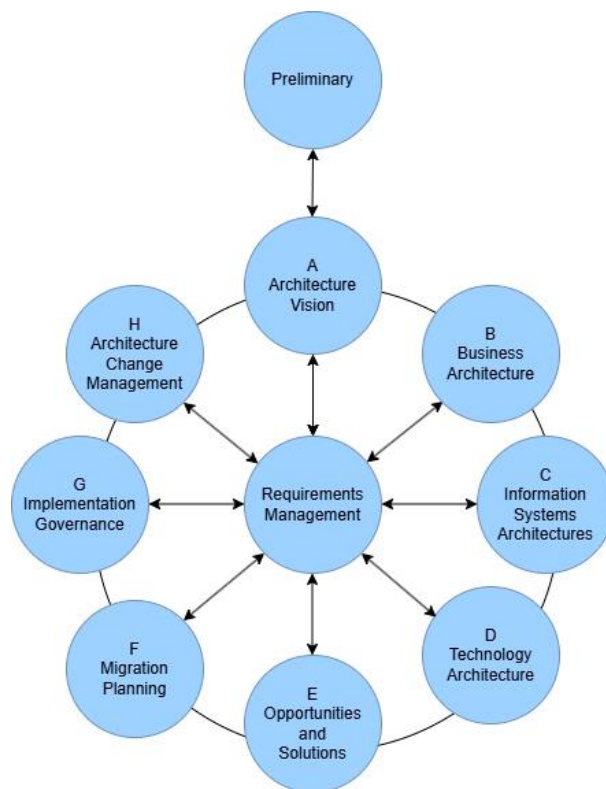 Preliminary
A
Architecture
Vision
H
Architecture
Change
Management
B
Business
Architecture
G
Implementation
Governance
Requirements
Management
C
Information
Systems
Architectures
F
Migration
Planning
D
Technology
Architecture
E
Opportunities
and
Solutions